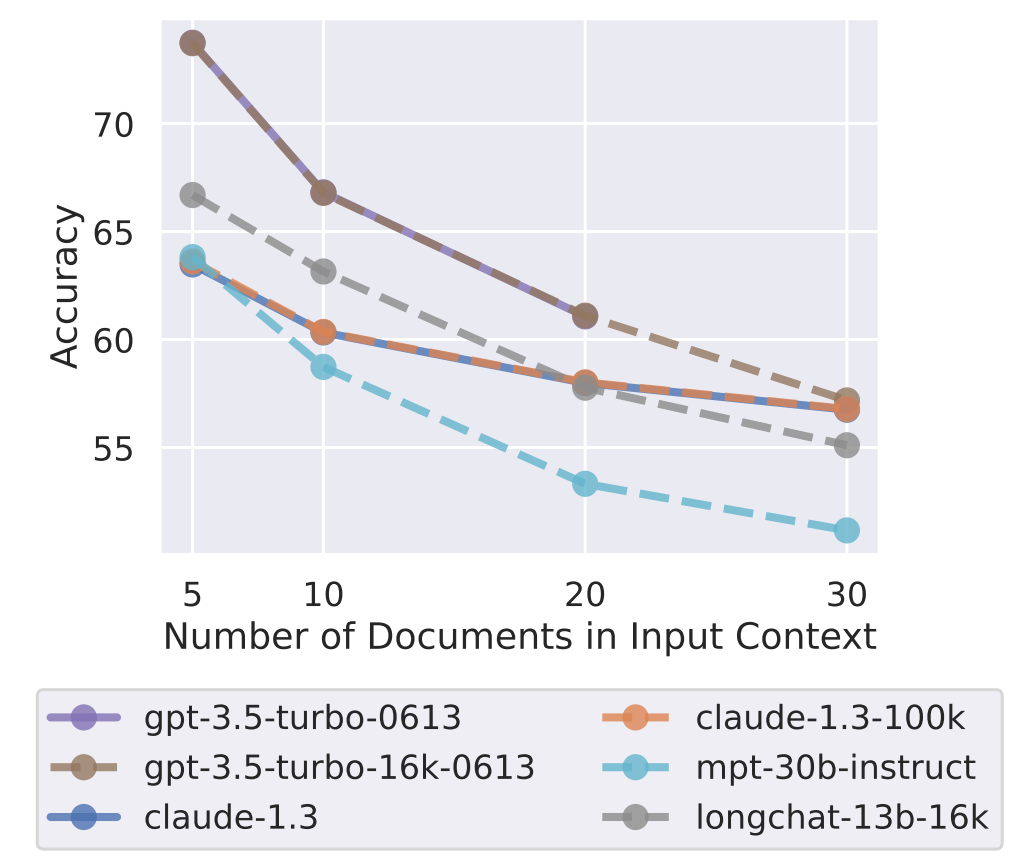 70
65
60
55
Accuracy
5 10 20 30
Number of Documents in Input Context
gpt-3.5-turbo-0613
gpt-3.5-turbo-16k-0613
claude-1.3
claude-1.3-100k
mpt-30b-instruct
longchat-13b-16k